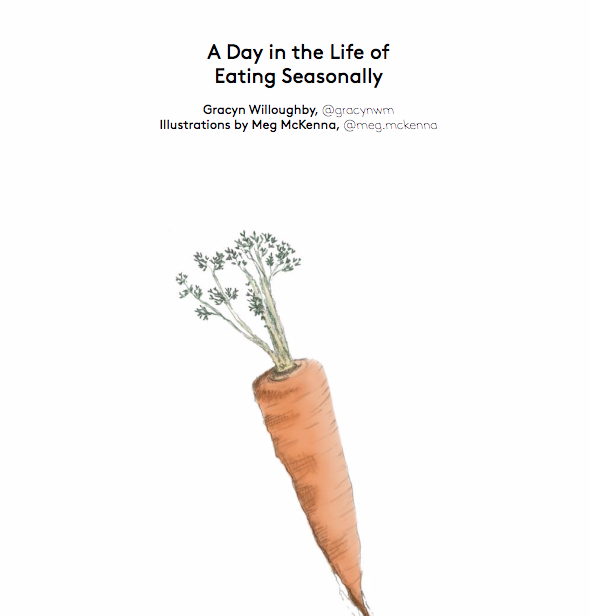 A Day in the Life of
Eating Seasonally
Gracyn Willoughby, @gracynwm
Illustrations by Meg McKenna, @meg.mckenna